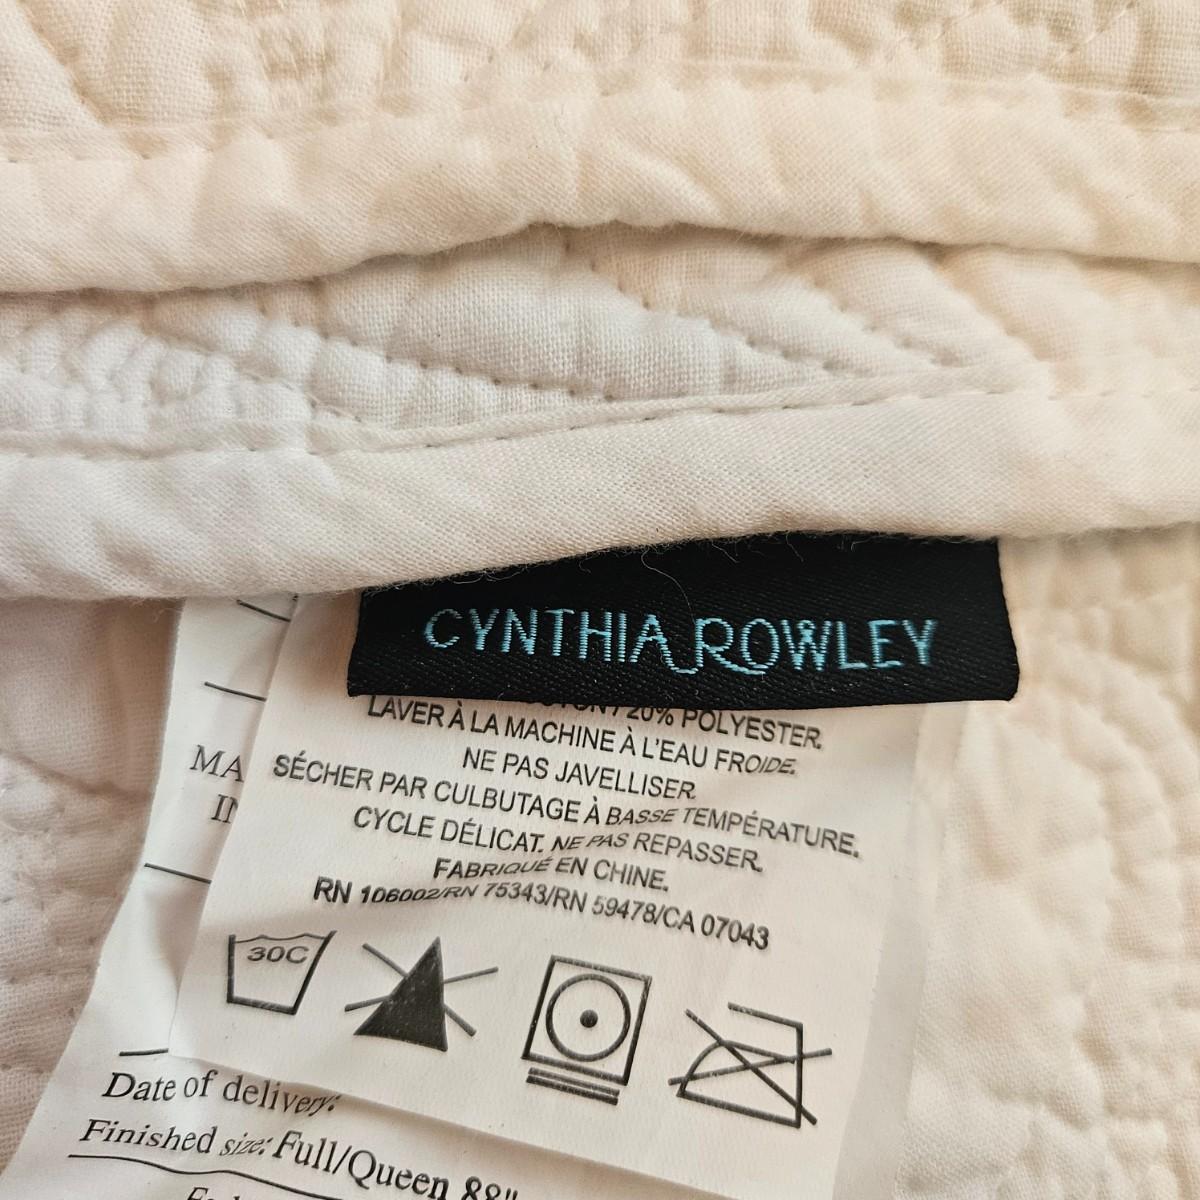 CYNTHIA ROWLEY
20% POLYESTER.
LAVER À LA MACHINE À L'EAU FROIDE.
NE PAS JAVELLISER.
SÉCHER PAR CULBUTAGE À BASSE TEMPÉRATURE.
CYCLE DÉLICAT. NE PAS REPASSER.
FABRIQUÉ EN CHINE.
RN 106002/RN 75343/RN 59478/CA 07043
30C
MA
IN
Date of delivery:
Finished size: Full/Queen 88"